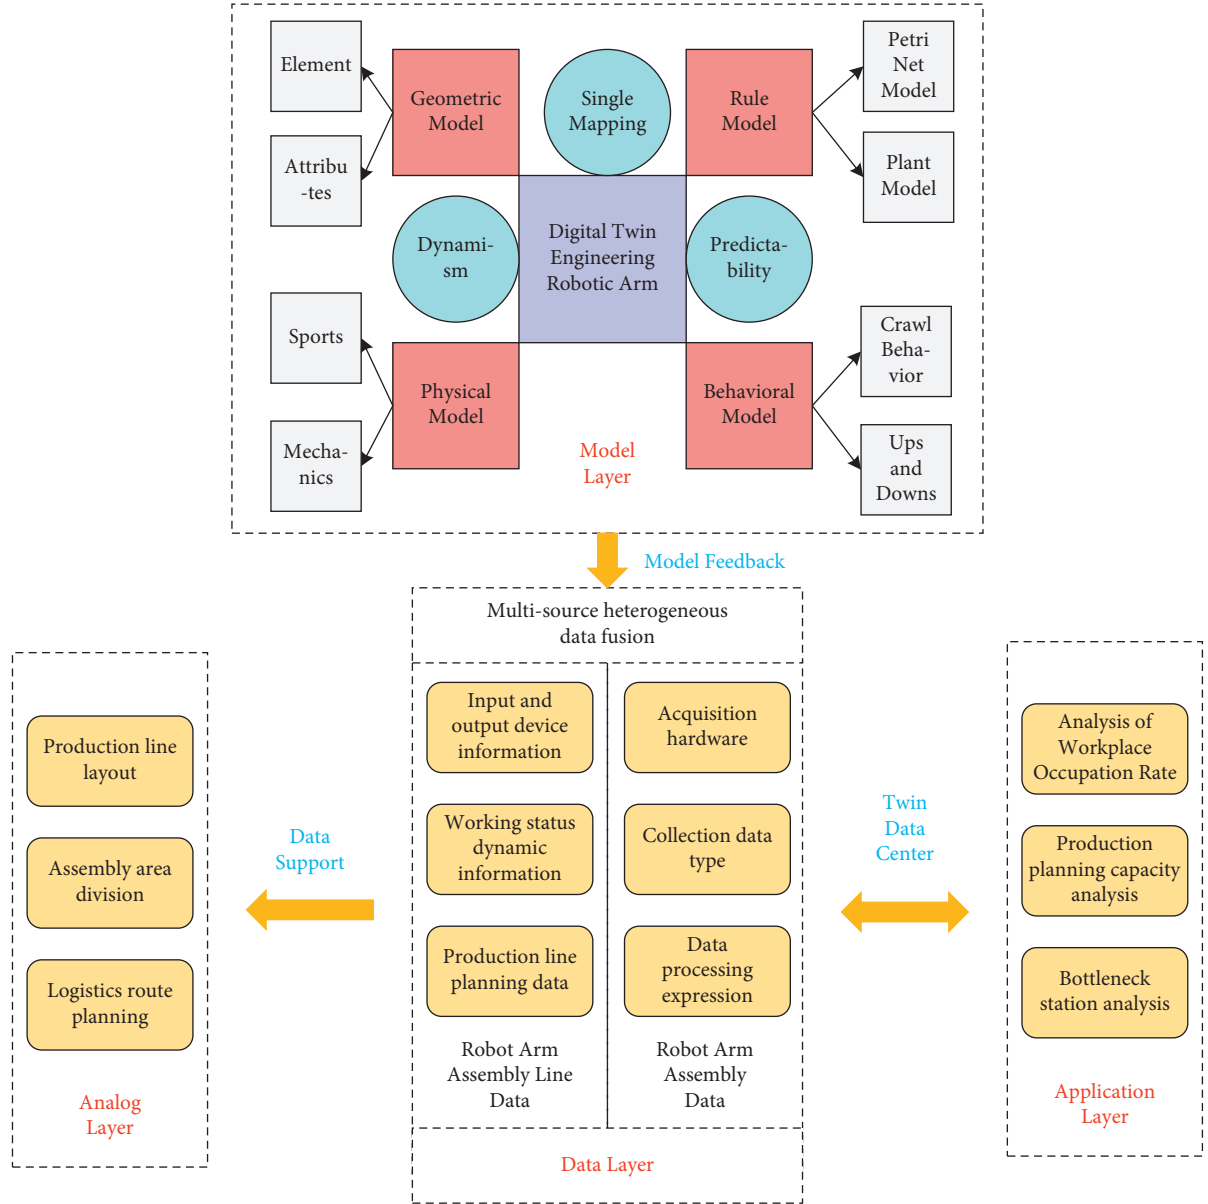 Element
Attribu
-tes
Geometric
Model
Single
Mapping
Rule
Model
Petri
Net
Model
Plant
Model
Dynami-
sm
Digital Twin
Engineering
Robotic Arm
Predicta-
bility
Sports
Mecha-
nics
Physical
Model
Behavioral
Model
Crawl
Beha-
vior
Ups
and
Downs
Model
Layer
Model Feedback
Multi-source heterogeneous
data fusion
Input and
output device
information
Working status
dynamic
information
Production line
planning data
Robot Arm
Assembly Line
Data
Acquisition
hardware
Collection data
type
Data
processing
expression
Robot Arm
Assembly
Data
Data Layer
Data
Support
Production line
layout
Assembly area
division
Logistics route
planning
Analog
Layer
Twin
Data
Center
Analysis of
Workplace
Occupation Rate
Production
planning capacity
analysis
Bottleneck
station analysis
Application
Layer